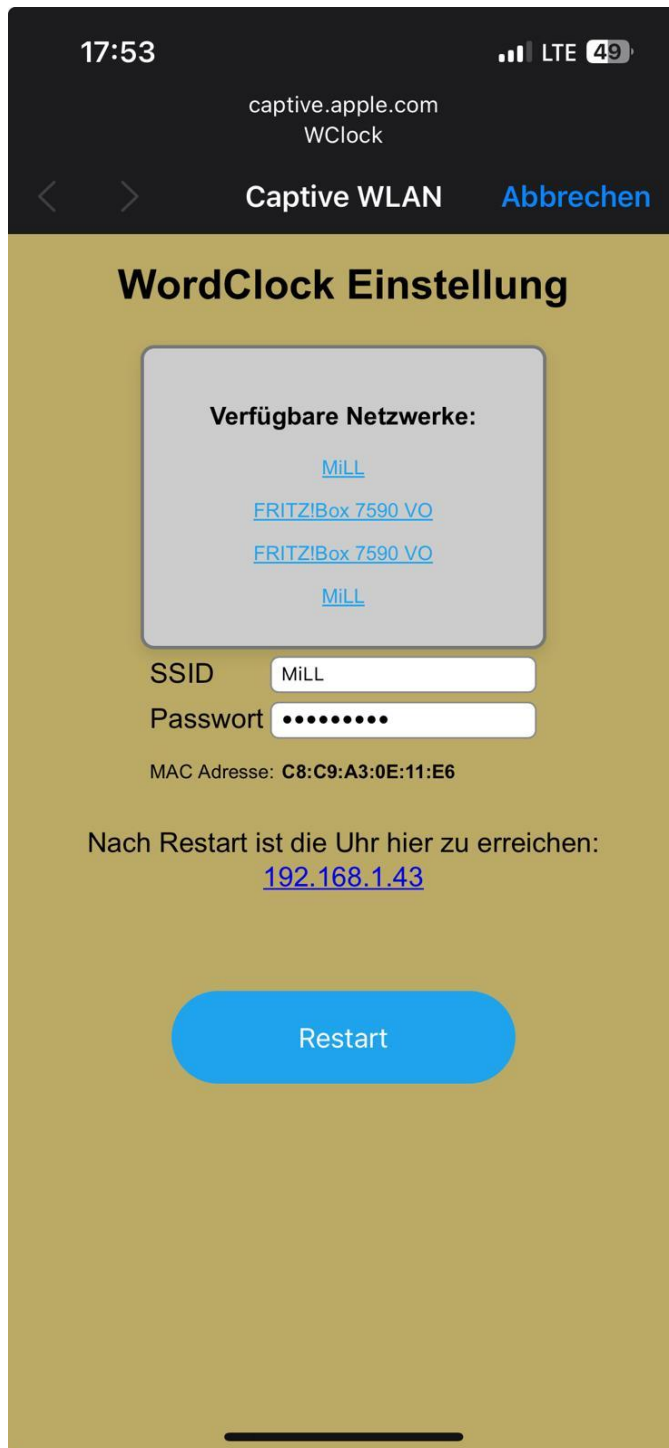 17:53
LTE 49
captive.apple.com
WClock
Captive WLAN
Abbrechen
WordClock Einstellung
Verfügbare Netzwerke:
MiLL
FRITZ!Box 7590 VO
FRITZ!Box 7590 VO
MiLL
SSID MiLL
Passwort •••••••••
MAC Adresse: C8:C9:A3:0E:11:E6
Nach Restart ist die Uhr hier zu erreichen:
192.168.1.43
Restart